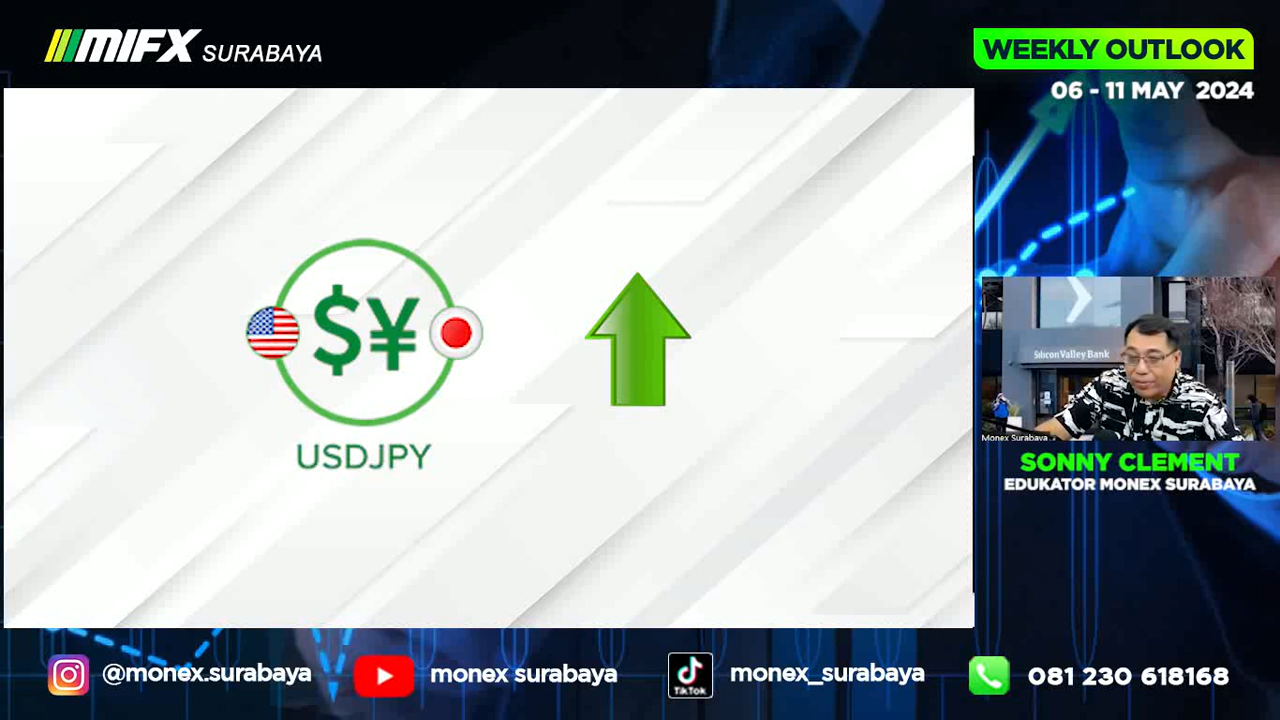 MIFX SURABAYA
WEEKLY OUTLOOK
06 - 11 MAY 2024
$¥
USDJPY
Silicon Valley Bank
Monex Surabaya
SONNY CLEMENT
EDUKATOR MONEX SURABAYA
@monex.surabaya
monex surabaya
TikTok
monex_surabaya
081 230 618168